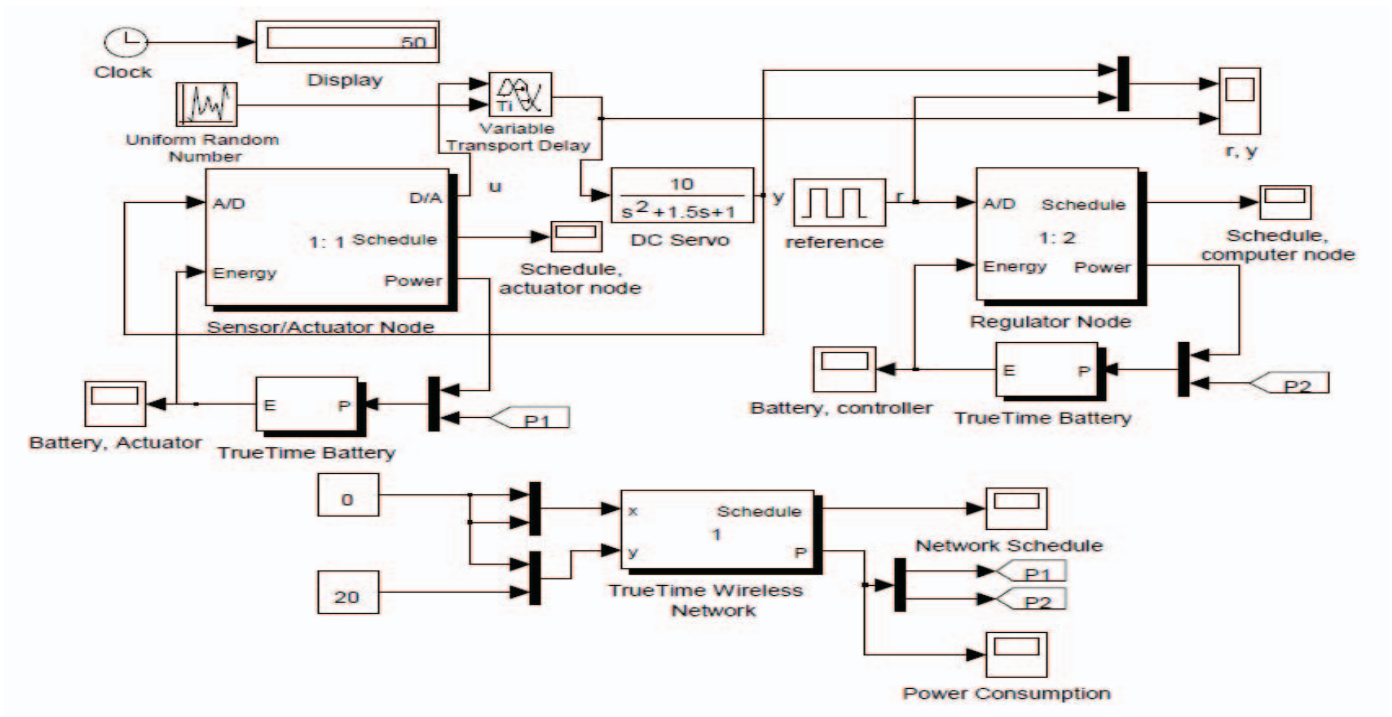 50
Clock
Display
Ti
Uniform Random
Number
Variable
Transport Delay
r, y
u
A/D
D/A
1: 1 Schedule
Energy
Power
Sensor/Actuator Node
Schedule,
actuator node
10
s2+1.5s+1
DC Servo
y
reference
r
A/D
Schedule
1: 2
Energy
Power
Regulator Node
Schedule,
computer node
Battery, Actuator
E
P
TrueTime Battery
P1
Battery, controller
E
P
TrueTime Battery
P2
0
20
x
Schedule
1
y
P
TrueTime Wireless
Network
Network Schedule
P1
P2
Power Consumption